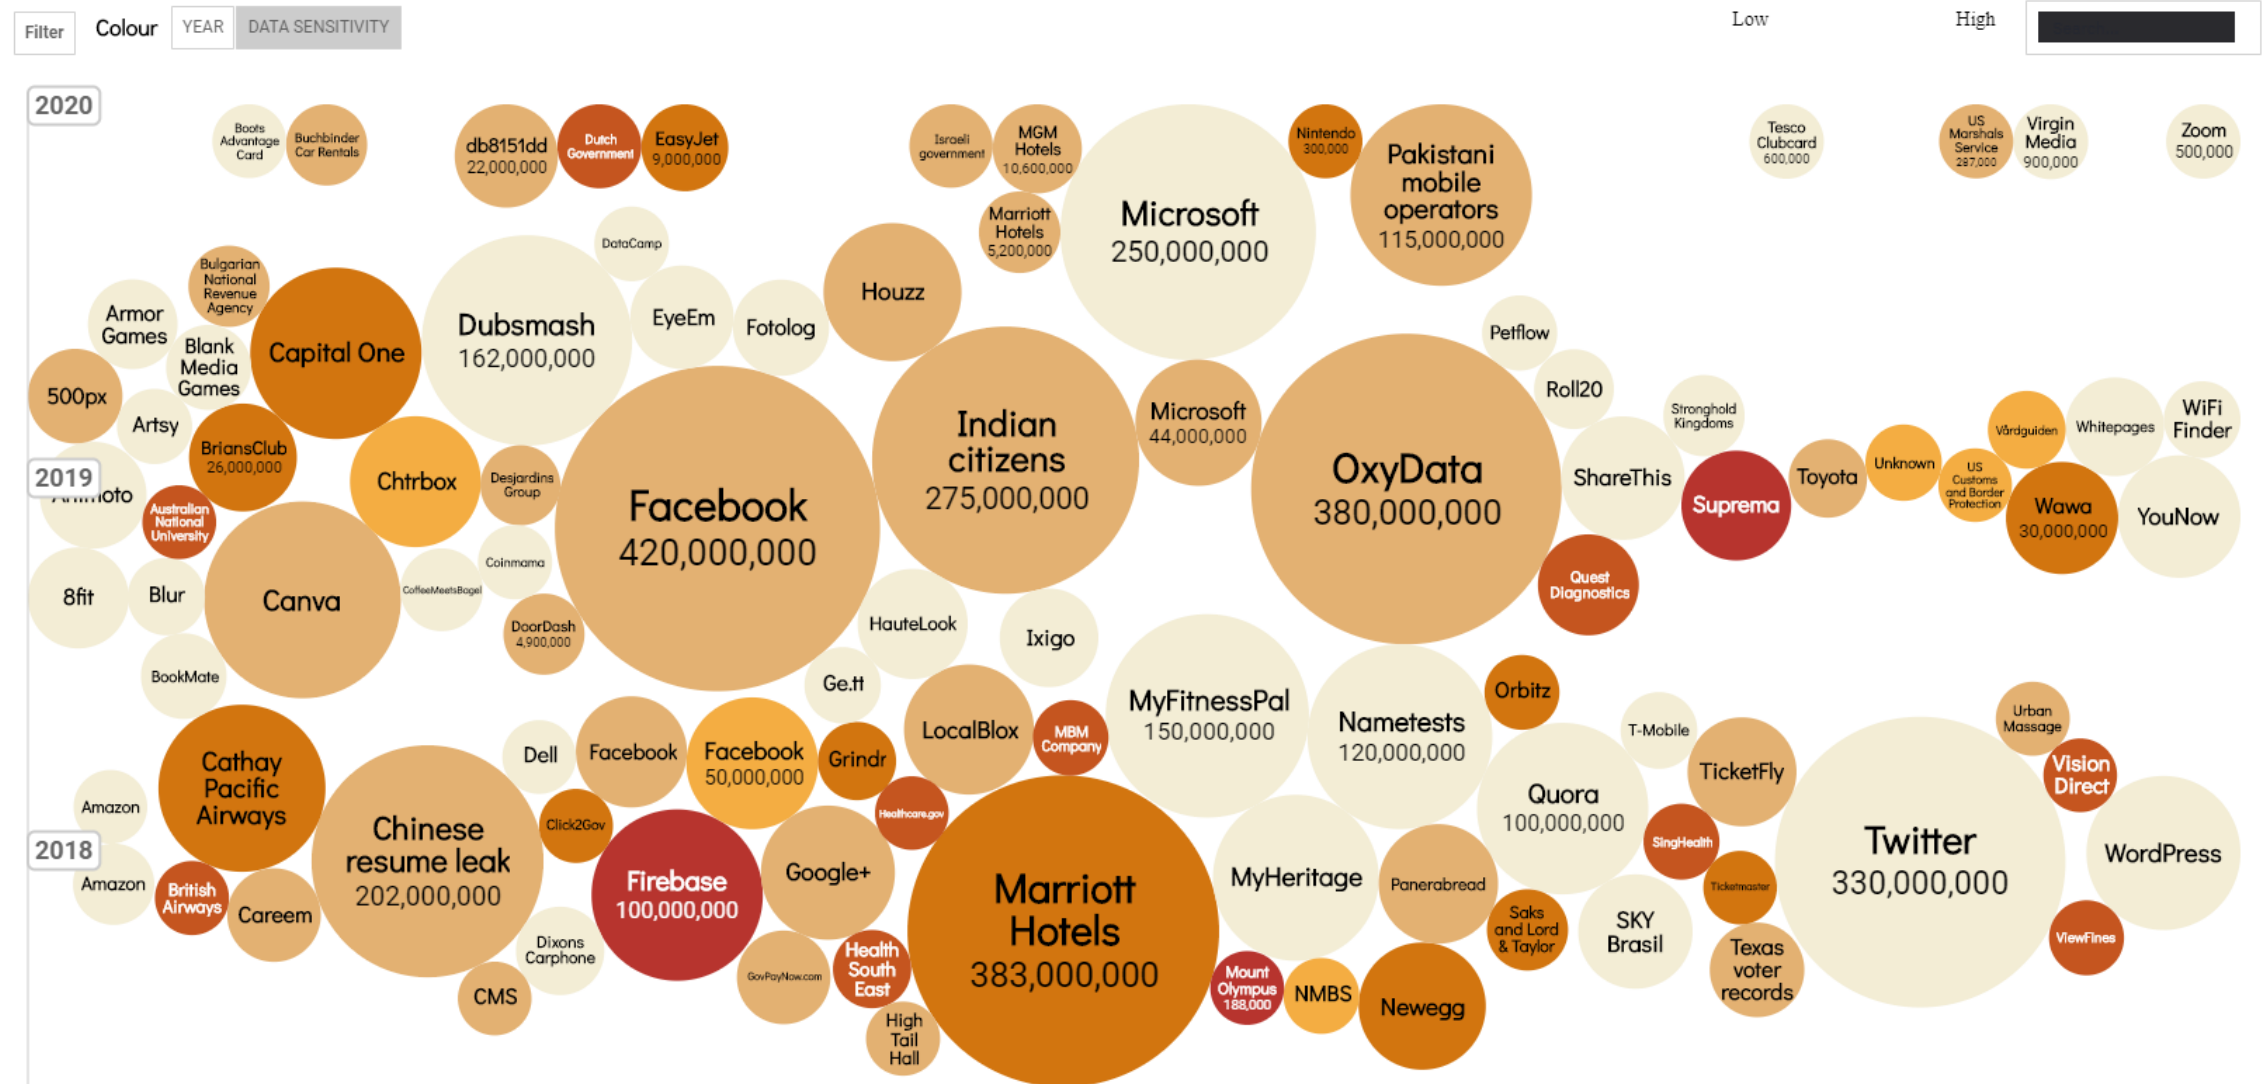 Filter
Colour
YEAR
DATA SENSITIVITY
Low
High
2020
Boots
Advantage
Card
Buchbinder
Car Rentals
db8151dd
22,000,000
Dutch
Government
EasyJet
9,000,000
Israeli
government
MGM
Hotels
10,600,000
Marriott
Hotels
5,200,000
Microsoft
250,000,000
Nintendo
300,000
Pakistani
mobile
operators
115,000,000
Tesco
Clubcard
600,000
US
Marshals
Service
287,000
Virgin
Media
900,000
Zoom
500,000
DataCamp
Bulgarian
National
Revenue
Agency
Armor
Games
Blank
Media
Games
Capital One
Dubsmash
162,000,000
EyeEm
Fotolog
Houzz
500px
Artsy
BriansClub
26,000,000
Chtrbox
Desjardins
Group
Facebook
420,000,000
Indian
citizens
275,000,000
Microsoft
44,000,000
OxyData
380,000,000
Petflow
Roll20
ShareThis
Stronghold
Kingdoms
Suprema
Toyota
Unknown
Vårdguiden
US
Customs
and Border
Protection
Whitepages
WiFi
Finder
Wawa
30,000,000
YouNow
2019
Animoto
Australian
National
University
8fit
Blur
Canva
CoffeeMeetsBagel
Coinmama
DoorDash
4,900,000
HauteLook
Ixigo
Quest
Diagnostics
BookMate
Ge.tt
LocalBlox
MBM
Company
MyFitnessPal
150,000,000
Nametests
120,000,000
Orbitz
T-Mobile
Urban
Massage
Cathay
Pacific
Airways
Dell
Facebook
Facebook
50,000,000
Grindr
Quora
100,000,000
TicketFly
Vision
Direct
Amazon
Chinese
resume leak
202,000,000
Click2Gov
Healthcare.gov
SingHealth
Twitter
330,000,000
WordPress
2018
Amazon
British
Airways
Careem
Firebase
100,000,000
Google+
Marriott
Hotels
383,000,000
MyHeritage
Panerabread
Ticketmaster
Saks
and Lord
& Taylor
SKY
Brasil
ViewFines
Dixons
Carphone
CMS
GovPayNow.com
Health
South
East
High
Tail
Hall
Mount
Olympus
188,000
NMBS
Newegg
Texas
voter
records